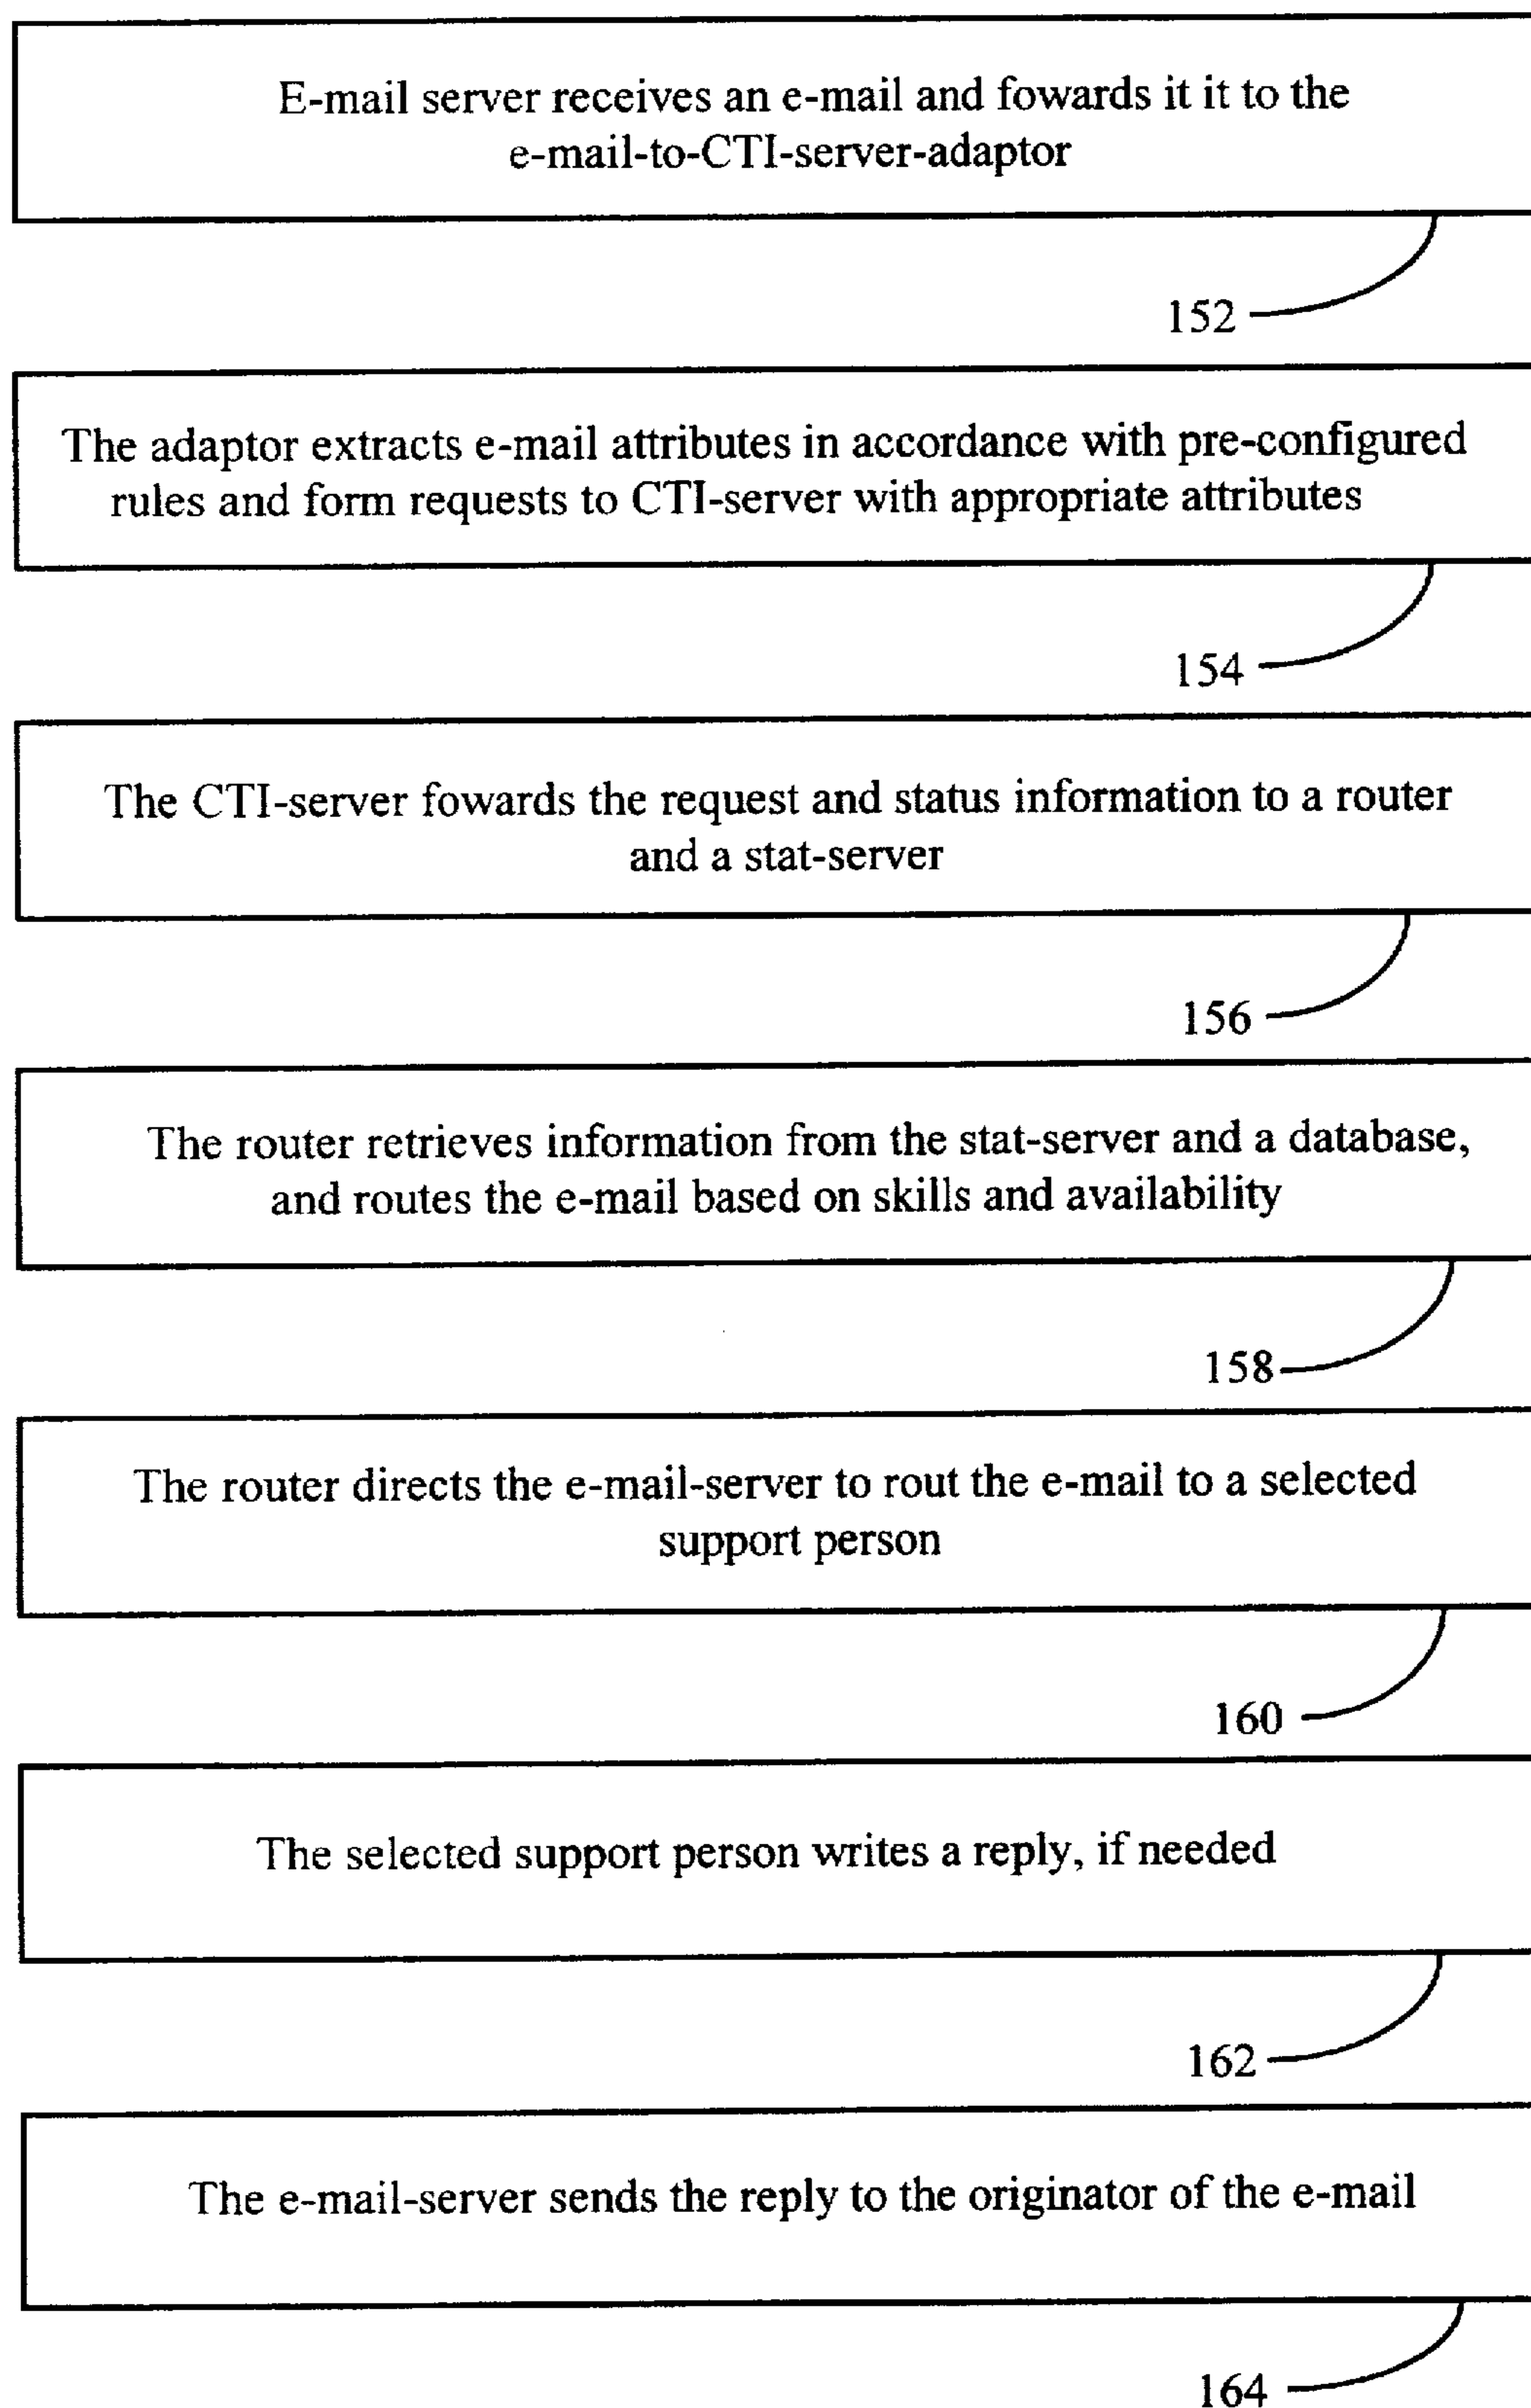 E-mail server receives an e-mail and fowards it it to the
e-mail-to-CTI-server-adaptor
152
The adaptor extracts e-mail attributes in accordance with pre-configured
rules and form requests to CTI-server with appropriate attributes
154
The CTI-server fowards the request and status information to a router
and a stat-server
156
The router retrieves information from the stat-server and a database,
and routes the e-mail based on skills and availability
158
The router directs the e-mail-server to rout the e-mail to a selected
support person
160
The selected support person writes a reply, if needed
162
The e-mail-server sends the reply to the originator of the e-mail
164